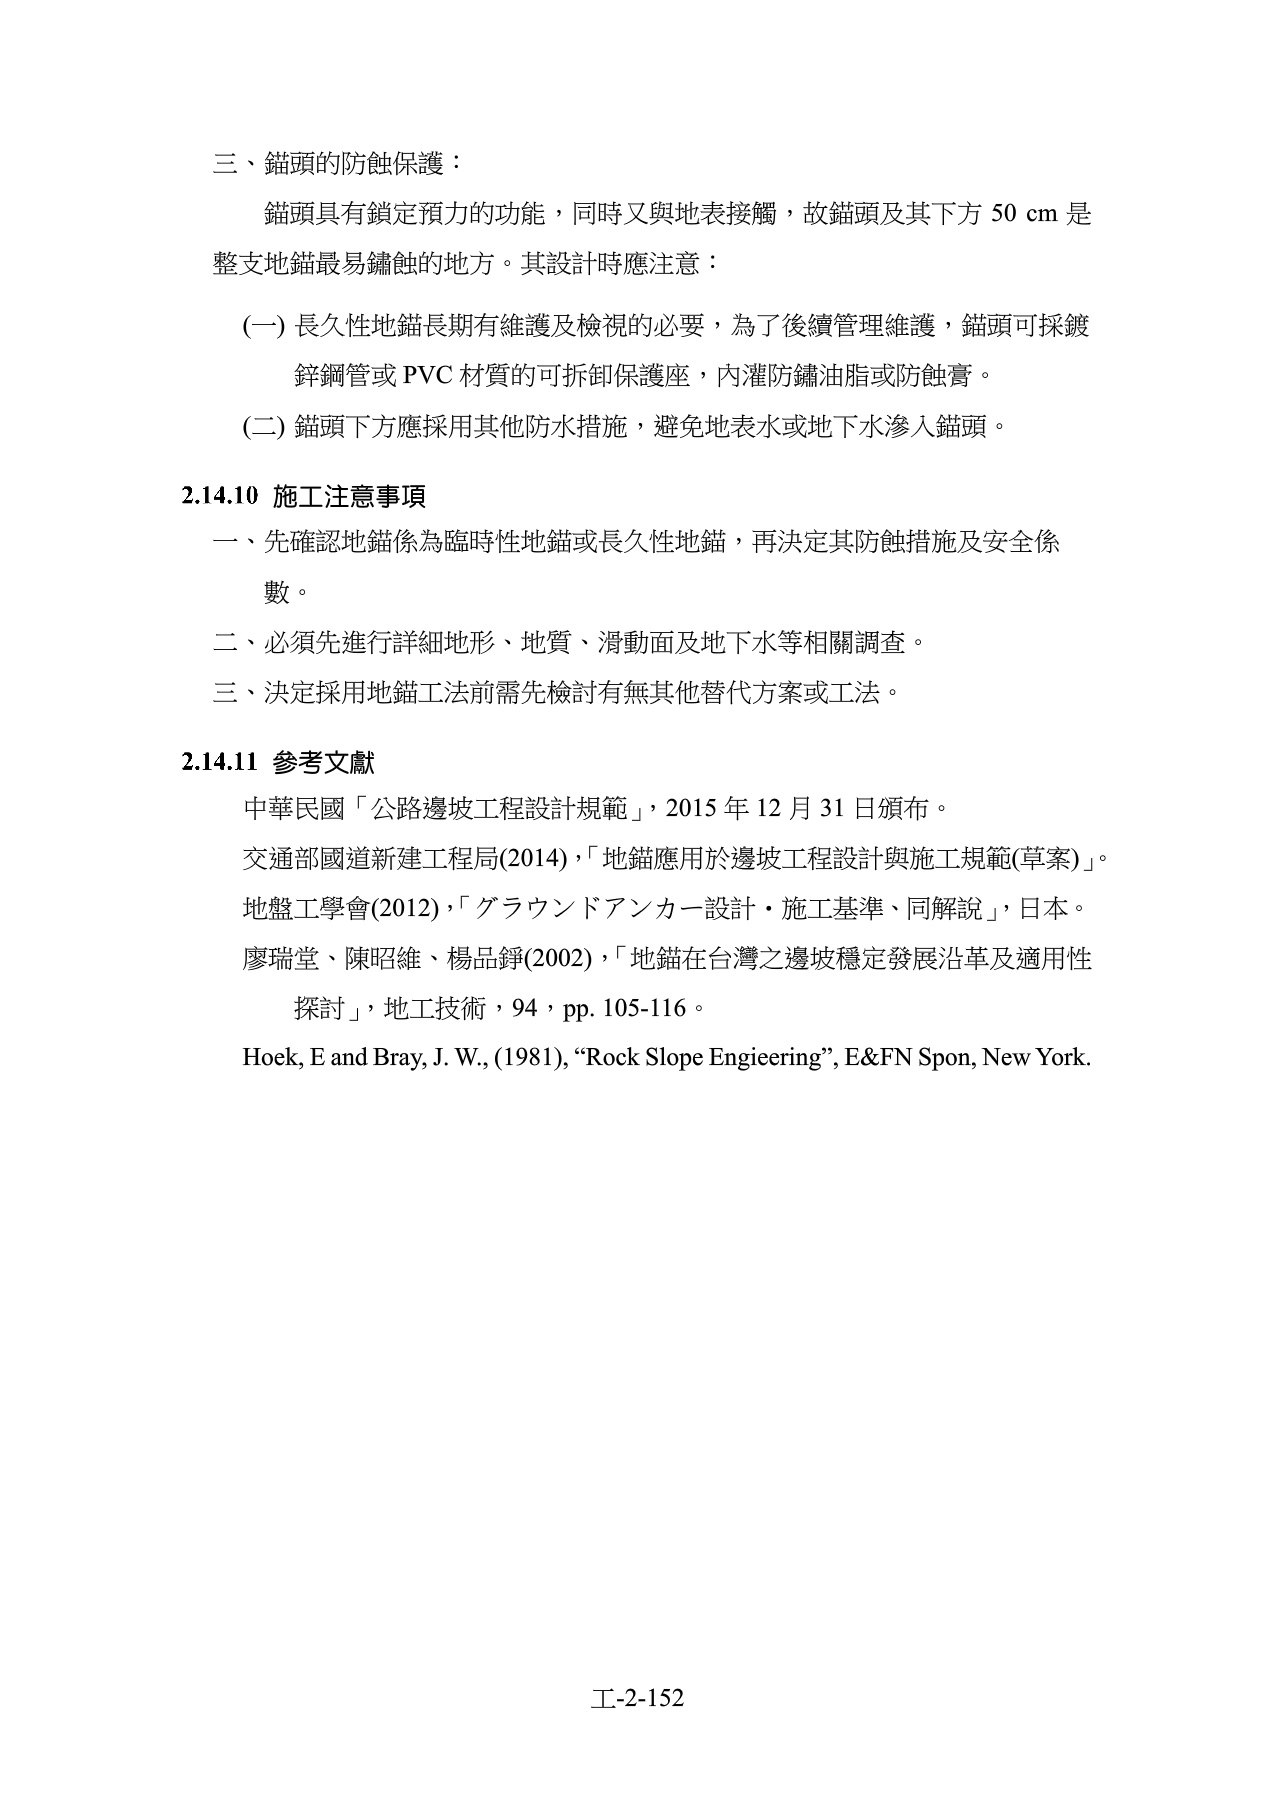 三、錨頭的防蝕保護：
錨頭具有鎖定預力的功能，同時又與地表接觸，故錨頭及其下方 50 cm 是
整支地錨最易鏽蝕的地方。其設計時應注意：
(一) 長久性地錨長期有維護及檢視的必要，為了後續管理維護，錨頭可採鍍
鋅鋼管或 PVC 材質的可拆卸保護座，內灌防鏽油脂或防蝕膏。
(二) 錨頭下方應採用其他防水措施，避免地表水或地下水滲入錨頭。
2.14.10 施工注意事項
一、先確認地錨係為臨時性地錨或長久性地錨，再決定其防蝕措施及安全係
數。
二、必須先進行詳細地形、地質、滑動面及地下水等相關調查。
三、決定採用地錨工法前需先檢討有無其他替代方案或工法。
2.14.11 參考文獻
中華民國「公路邊坡工程設計規範」，2015 年 12 月 31 日頒布。
交通部國道新建工程局(2014)，「地錨應用於邊坡工程設計與施工規範(草案)」。
地盤工學會(2012)，「グラウンドアンカー設計・施工基準、同解說」，日本。
廖瑞堂、陳昭維、楊品錚(2002)，「地錨在台灣之邊坡穩定發展沿革及適用性
探討」，地工技術，94，pp. 105-116。
Hoek, E and Bray, J. W., (1981), “Rock Slope Engieering”, E&FN Spon, New York.
工-2-152